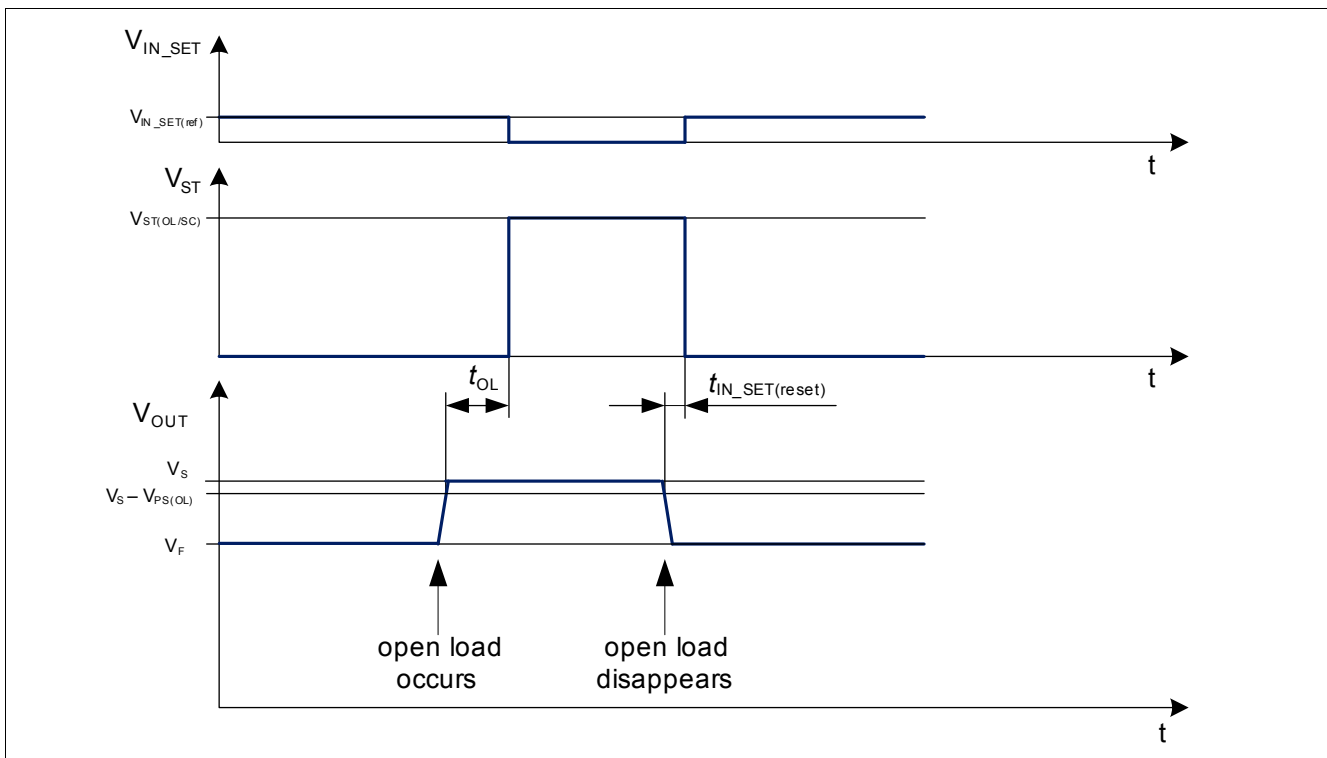 V_IN_SET
V_IN_SET(ref)
t
V_ST
V_ST(OL/SC)
t
t_OL
t_IN_SET(reset)
V_OUT
V_S
V_S – V_PS(OL)
V_F
open load
occurs
open load
disappears
t